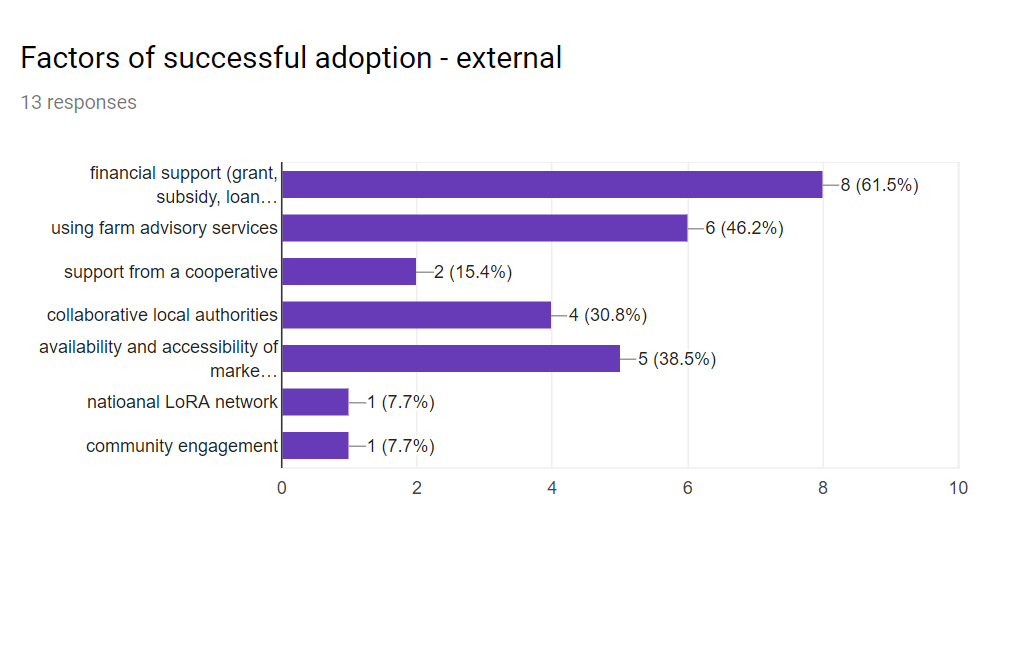 Factors of successful adoption - external
13 responses
financial support (grant,
subsidy, loan…
8 (61.5%)
using farm advisory services
6 (46.2%)
support from a cooperative
2 (15.4%)
collaborative local authorities
4 (30.8%)
availability and accessibility of
marke…
5 (38.5%)
natioanal LoRA network
1 (7.7%)
community engagement
1 (7.7%)
0 2 4 6 8 10